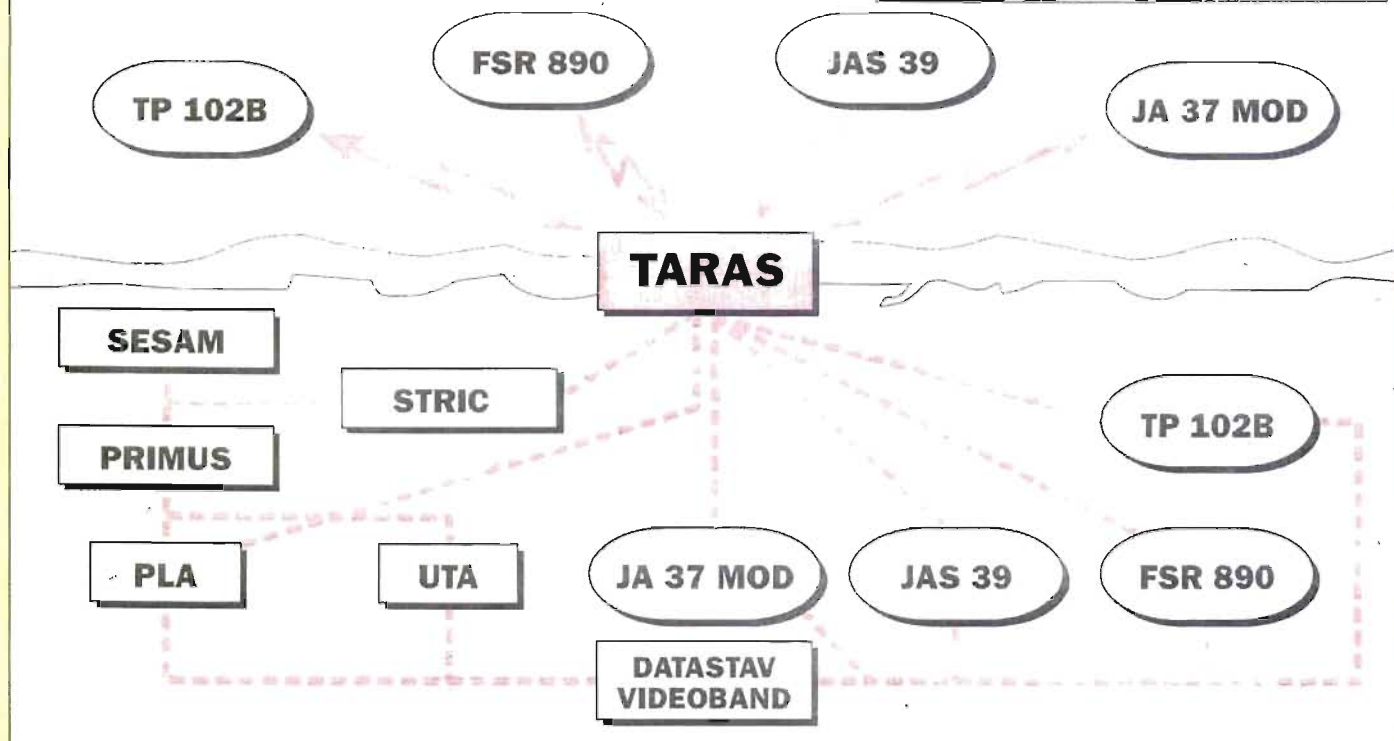 FSR 890
JAS 39
TP 102B
JA 37 MOD
TARAS
SESAM
STRIC
TP 102B
PRIMUS
PLA
UTA
JA 37 MOD
JAS 39
FSR 890
DATASTAV
VIDEOBAND